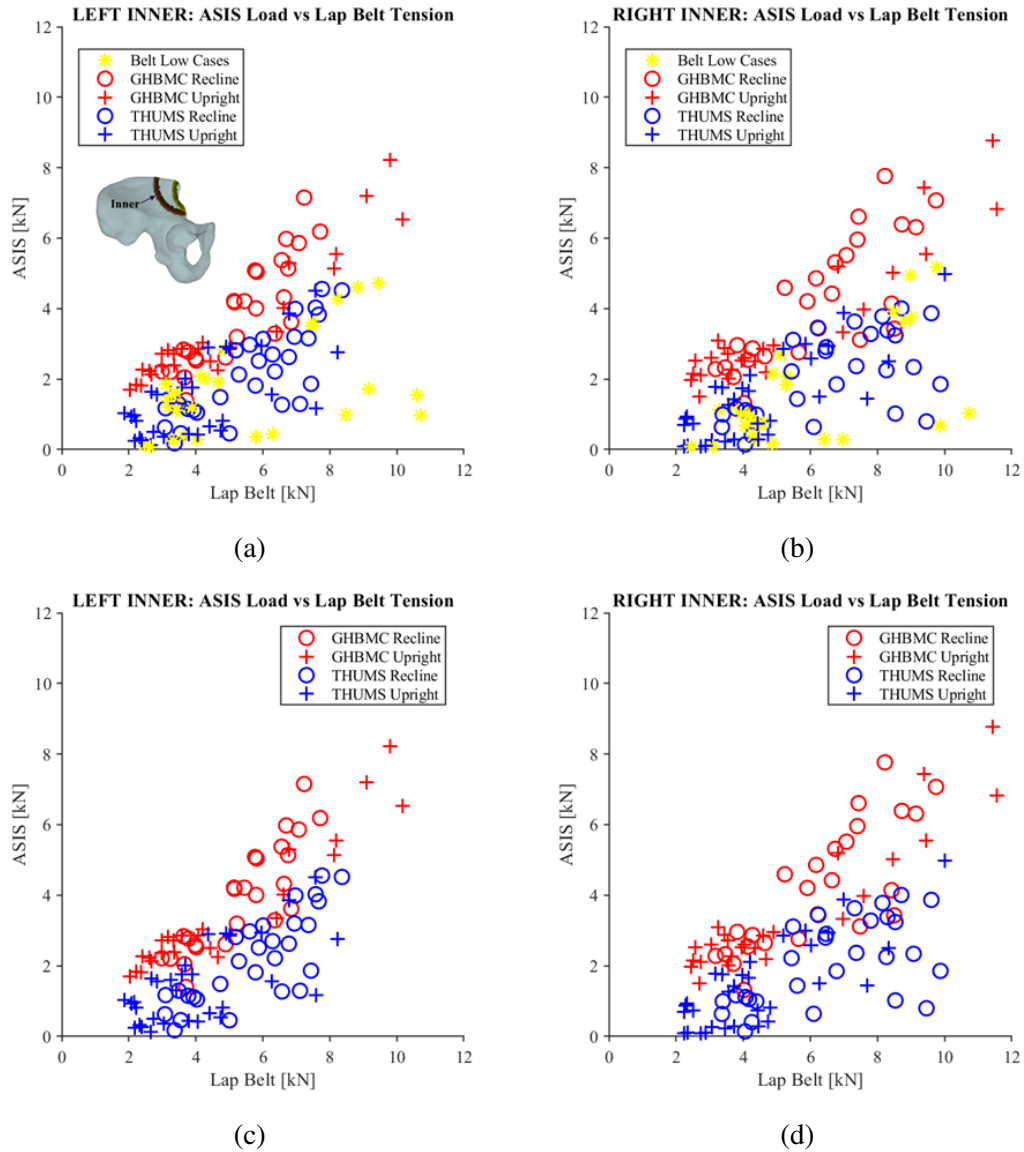 LEFT INNER: ASIS Load vs Lap Belt Tension
12
10
8
6
4
2
0
ASIS [kN]
Belt Low Cases
GHBMC Recline
GHBMC Upright
THUMS Recline
THUMS Upright
Inner
0 2 4 6 8 10 12
Lap Belt [kN]
(a)
RIGHT INNER: ASIS Load vs Lap Belt Tension
12
10
8
6
4
2
0
ASIS [kN]
Belt Low Cases
GHBMC Recline
GHBMC Upright
THUMS Recline
THUMS Upright
0 2 4 6 8 10 12
Lap Belt [kN]
(b)
LEFT INNER: ASIS Load vs Lap Belt Tension
12
10
8
6
4
2
0
ASIS [kN]
GHBMC Recline
GHBMC Upright
THUMS Recline
THUMS Upright
0 2 4 6 8 10 12
Lap Belt [kN]
(c)
RIGHT INNER: ASIS Load vs Lap Belt Tension
12
10
8
6
4
2
0
ASIS [kN]
GHBMC Recline
GHBMC Upright
THUMS Recline
THUMS Upright
0 2 4 6 8 10 12
Lap Belt [kN]
(d)